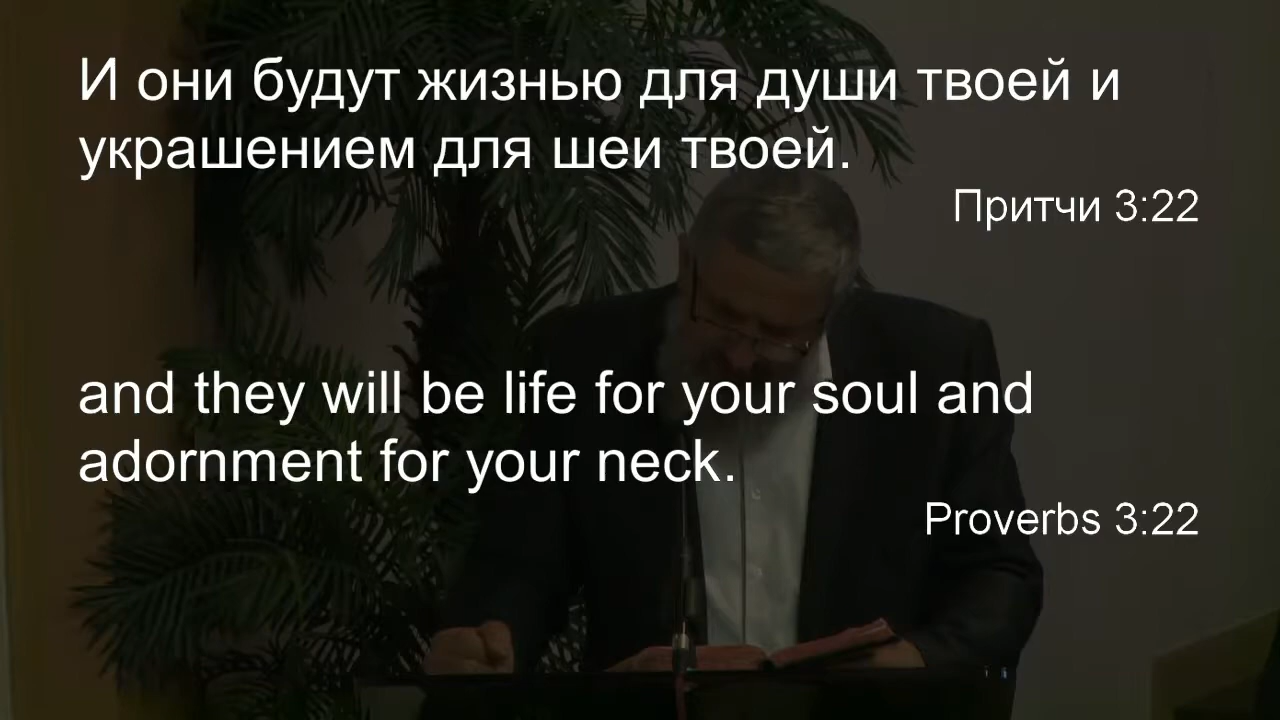 И они будут жизнью для души твоей и
украшением для шеи твоей.
Притчи 3:22
and they will be life for your soul and
adornment for your neck.
Proverbs 3:22